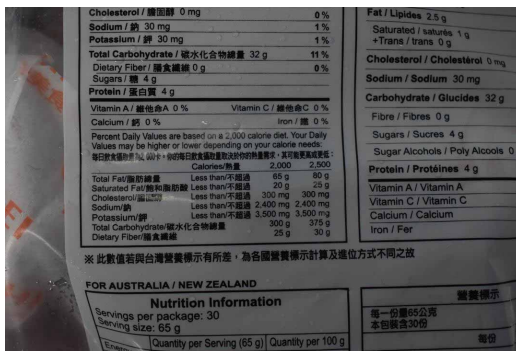 Cholesterol / 膽固醇 0 mg 0%
Sodium / 鈉 30 mg 1%
Potassium / 鉀 30 mg 1%
Total Carbohydrate / 碳水化合物總量 32 g 11%
Dietary Fiber / 膳食纖維 0 g 0%
Sugars / 糖 4 g
Protein / 蛋白質 4 g
Vitamin A / 維他命A 0% Vitamin C / 維他命C 0%
Calcium / 鈣 0% Iron / 鐵 0%
Percent Daily Values are based on a 2,000 calorie diet. Your Daily
Values may be higher or lower depending on your calorie needs:
Calories/熱量 2,000 2,500
Total Fat/脂肪總量 Less than/不超過 65 g 80 g
Saturated Fat/飽和脂肪酸 Less than/不超過 20 g 25 g
Cholesterol/膽固醇 Less than/不超過 300 mg 300 mg
Sodium/鈉 Less than/不超過 2,400 mg 2,400 mg
Potassium/鉀 Less than/不超過 3,500 mg 3,500 mg
Total Carbohydrate/碳水化合物總量 300 g 375 g
Dietary Fiber/膳食纖維 25 g 30 g
※ 此數值若與台灣營養標示有所差，為各國營養標示計算及進位方式不同之故
FOR AUSTRALIA / NEW ZEALAND
Nutrition Information
Servings per package: 30
Serving size: 65 g
Quantity per Serving (65 g) Quantity per 100 g
Fat / Lipides 2.5 g
Saturated / saturés 1 g
+Trans / trans 0 g
Cholesterol / Cholestérol 0 mg
Sodium / Sodium 30 mg
Carbohydrate / Glucides 32 g
Fibre / Fibres 0 g
Sugars / Sucres 4 g
Sugar Alcohols / Poly Alcools 0
Protein / Protéines 4 g
Vitamin A / Vitamin A
Vitamin C / Vitamin C
Calcium / Calcium
Iron / Fer
營養標示
每一份量65公克
本包裝含30份
每份